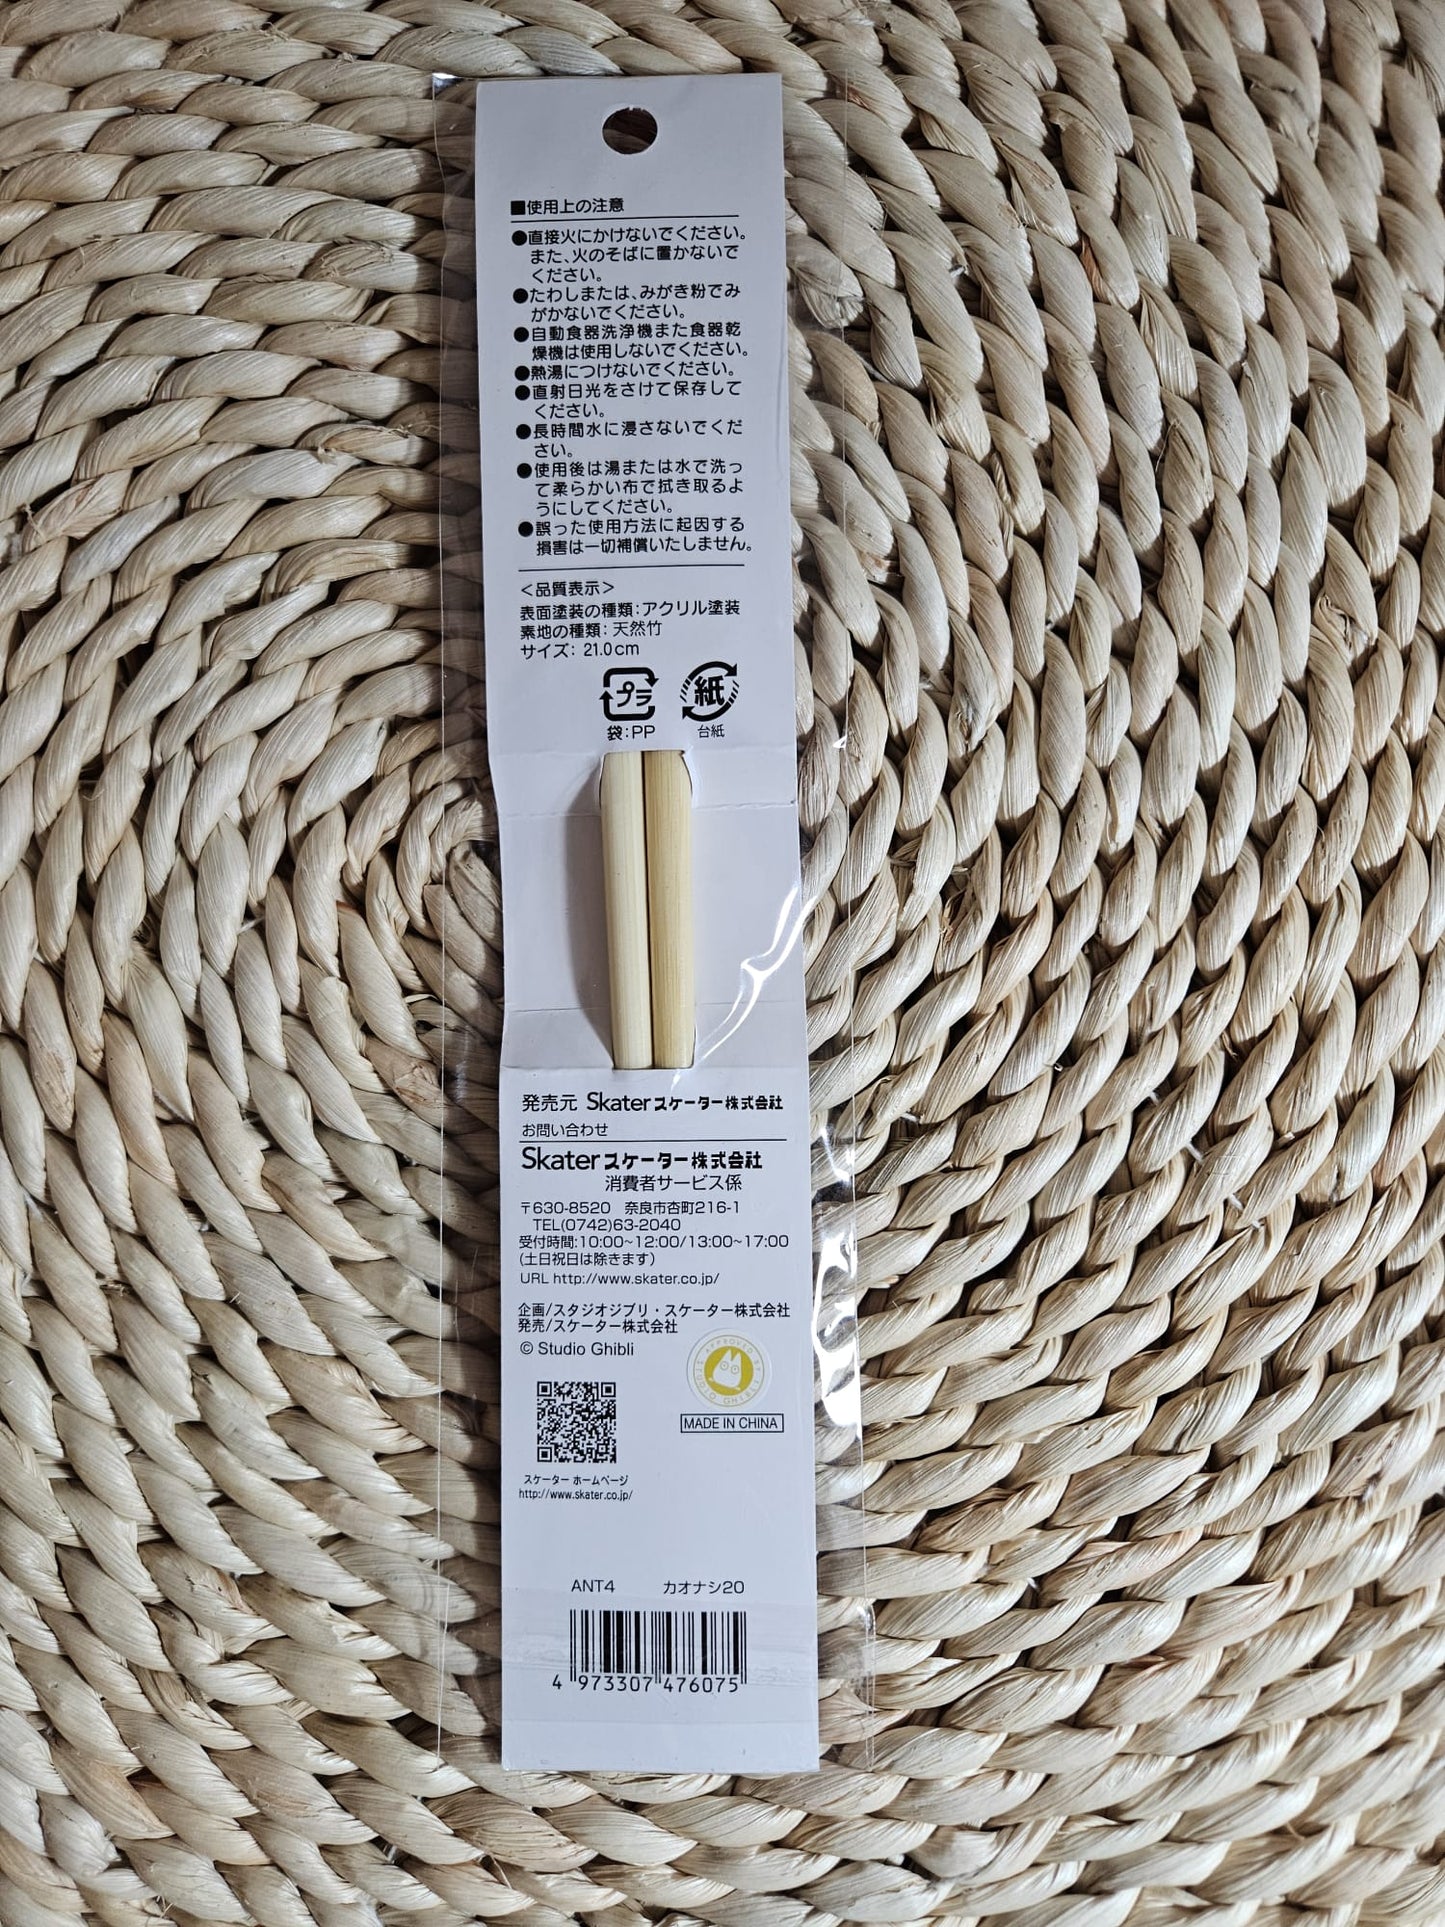 ■使用上の注意
●直接火にかけないでください。
また、火のそばに置かないで
ください。
●たわしまたは、みがき粉でみ
がかないでください。
●自動食器洗浄機また食器乾
燥機は使用しないでください。
●熱湯につけないでください。
●直射日光をさけて保存して
ください。
●長時間水に浸さないでくだ
さい。
●使用後は湯または水で洗っ
て柔らかい布で拭き取るよ
うにしてください。
●誤った使用方法に起因する
損害は一切補償いたしません。
＜品質表示＞
表面塗装の種類：アクリル塗装
素地の種類：天然竹
サイズ：21.0cm
プラ 紙
袋：PP 台紙
発売元 Skaterスケーター株式会社
お問い合わせ
Skaterスケーター株式会社
消費者サービス係
〒630-8520 奈良市杏町216-1
TEL(0742)63-2040
受付時間:10:00~12:00/13:00~17:00
(土日祝日は除きます)
URL http://www.skater.co.jp/
企画/スタジオジブリ・スケーター株式会社
発売/スケーター株式会社
© Studio Ghibli
APPROVED BY STUDIO GHIBLI
MADE IN CHINA
スケーター ホームページ
http://www.skater.co.jp/
ANT4 カオナシ20
4 973307 476075